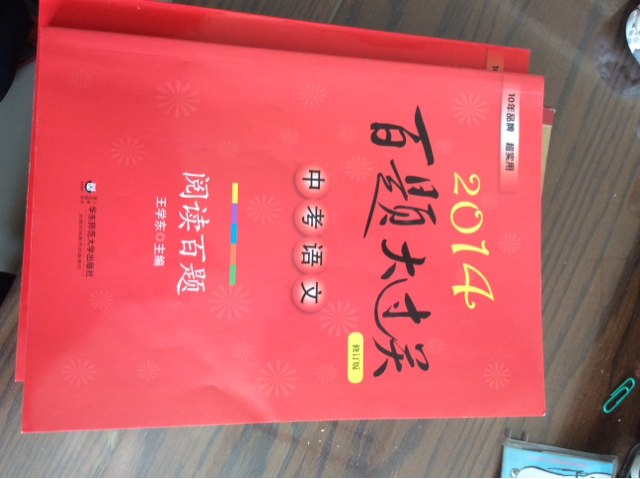 10年品牌 超实用
2014
百题大过关
修订版
中考语文
阅读百题
王学东 ◎ 主编
华东师范大学出版社